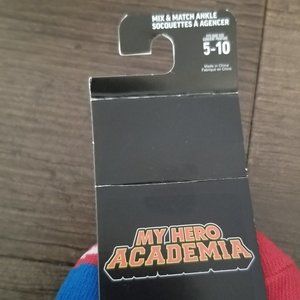 MIX & MATCH ANKLE
SOCQUETTES À AGENCER
5-10
Made in China
Fabriqué en Chine
MY HERO
ACADEMIA